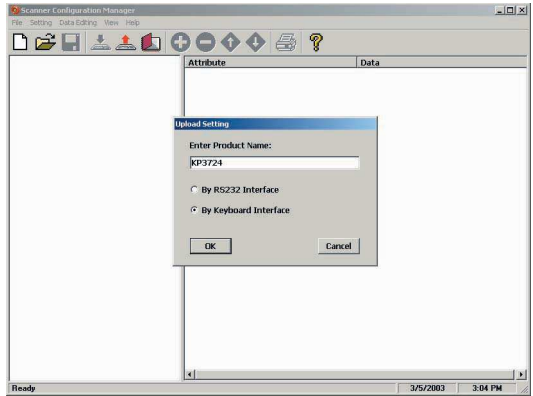 Scanner Configuration Manager
File Setting Data Editing View Help
Attribute Data
Upload Setting
Enter Product Name:
KP3724
By RS232 Interface
By Keyboard Interface
OK Cancel
Ready 3/5/2003 3:04 PM